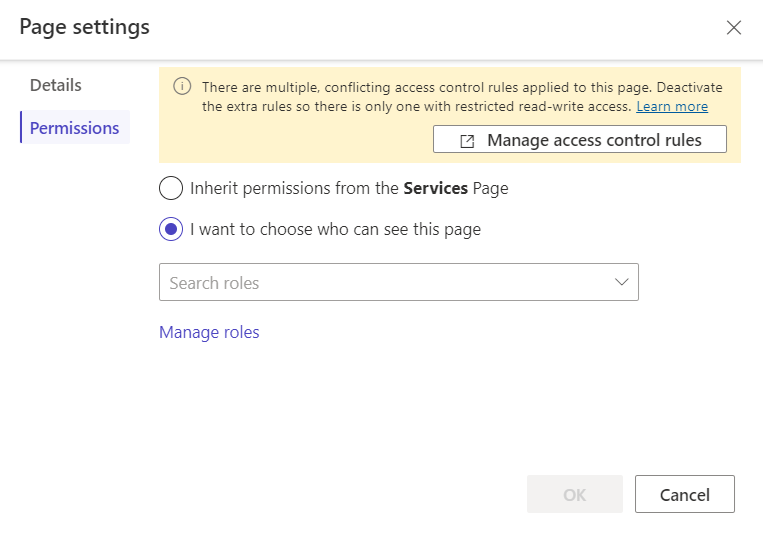 Page settings
Details
Permissions
There are multiple, conflicting access control rules applied to this page. Deactivate
the extra rules so there is only one with restricted read-write access. Learn more
Manage access control rules
Inherit permissions from the Services Page
I want to choose who can see this page
Search roles
Manage roles
OK
Cancel